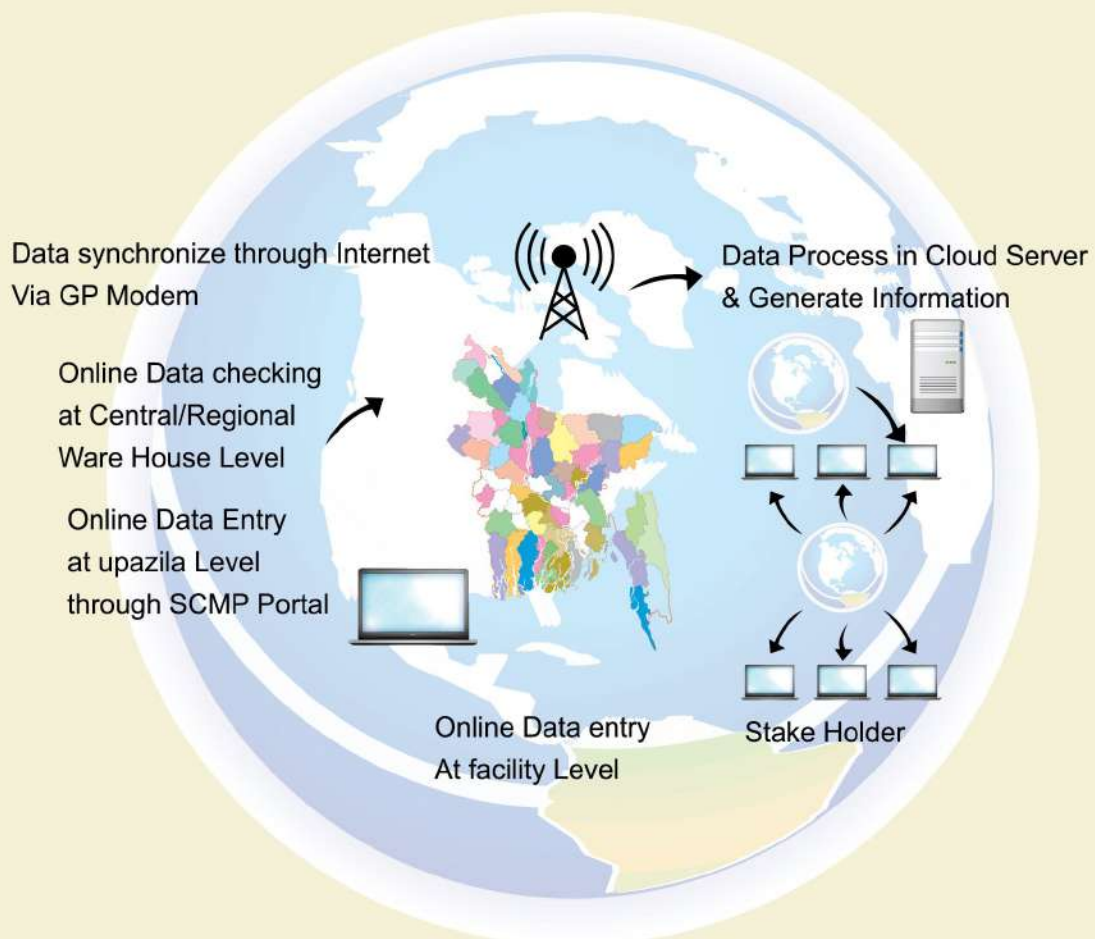 Data synchronize through Internet
Via GP Modem
Data Process in Cloud Server
& Generate Information
Online Data checking
at Central/Regional
Ware House Level
Online Data Entry
at upazila Level
through SCMP Portal
Online Data entry
At facility Level
Stake Holder